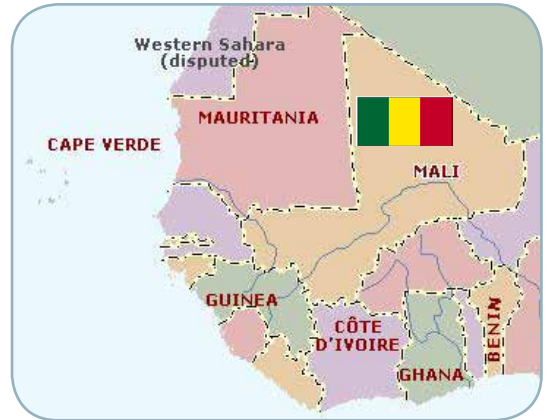 Western Sahara
(disputed)
MAURITANIA
CAPE VERDE
MALI
GUINEA
CÔTE
D'IVOIRE
GHANA
BENIN